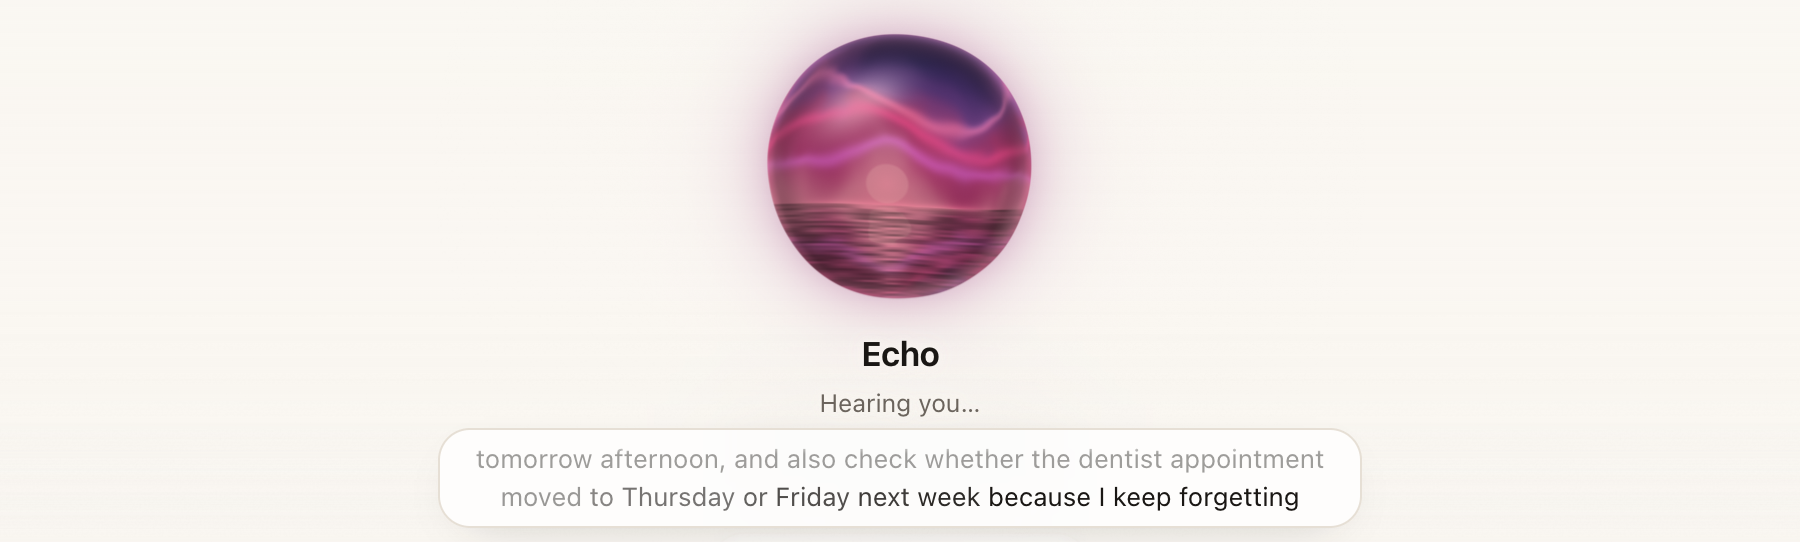 Echo
Hearing you...
tomorrow afternoon, and also check whether the dentist appointment
moved to Thursday or Friday next week because I keep forgetting